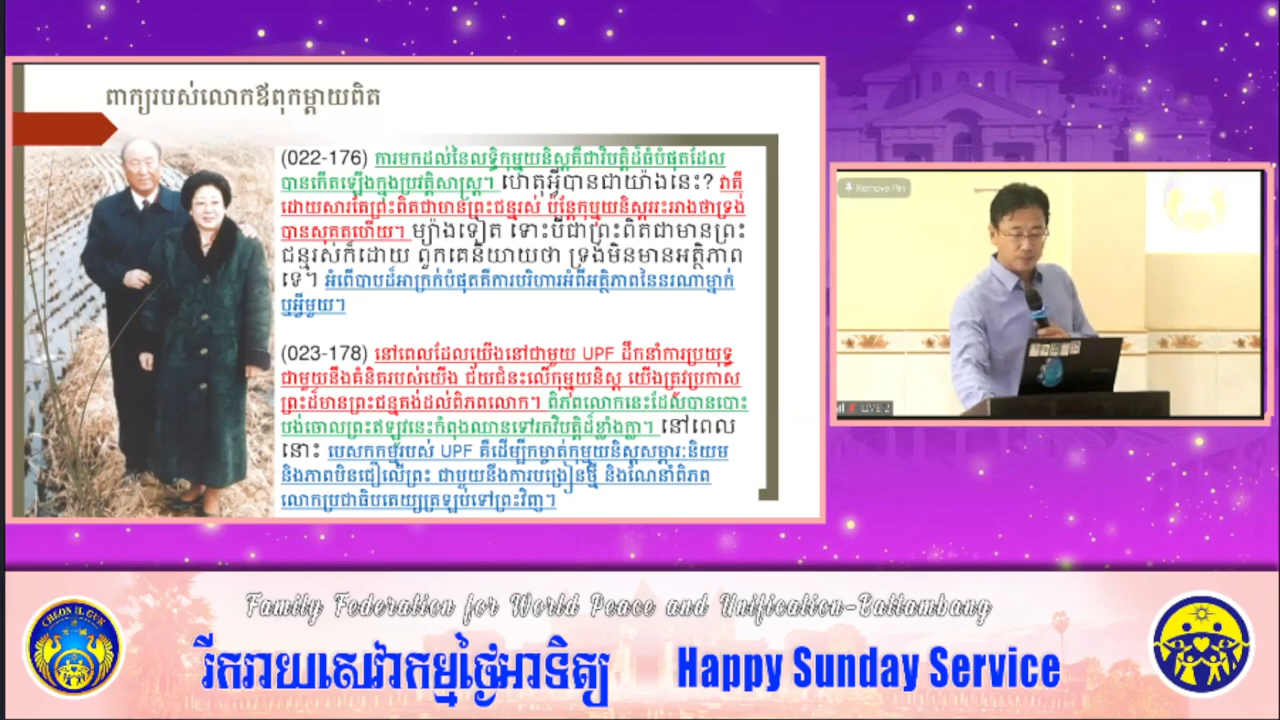 ពាក្យរបស់លោកឪពុកម្តាយពិត
(022-176) ការមកដល់នៃលទ្ធិកុម្មុយនិស្តគឺជាវិបត្តិដ៏ធំបំផុតដែល
បានកើតឡើងក្នុងប្រវត្តិសាស្ត្រ។ ហេតុអ្វីបានជាយ៉ាងនេះ? វាគឺ
ដោយសារតែព្រះពិតជាមានព្រះជន្មរស់ ប៉ុន្តែកុម្មុយនិស្តអះអាងថាទ្រង់
បានសុគតហើយ។ ម្យ៉ាងទៀត ទោះបីជាព្រះពិតជាមានព្រះ
ជន្មរស់ក៏ដោយ ពួកគេនិយាយថា ទ្រង់មិនមានអត្ថិភាព
ទេ។ អំពើបាបដ៏អាក្រក់បំផុតគឺការបរិហារអំពីអត្ថិភាពនៃនរណាម្នាក់
ឬអ្វីមួយ។
(023-178) នៅពេលដែលយើងនៅជាមួយ UPF ដឹកនាំការប្រយុទ្ធ
ជាមួយនឹងគំនិតរបស់យើង ជ័យជំនះលើកុម្មុយនិស្ត យើងត្រូវប្រកាស
ព្រះដ៏មានព្រះជន្មគង់ដល់ពិភពលោក។ ពិភពលោកនេះដែលបានបោះ
បង់ចោលព្រះឥឡូវនេះកំពុងឈានទៅរកវិបត្តិដ៏ខ្លាំងក្លា។ នៅពេល
នោះ បេសកកម្មរបស់ UPF គឺដើម្បីកម្ចាត់កុម្មុយនិស្តសម្ភារៈនិយម
និងភាពមិនជឿលើព្រះ ជាមួយនឹងការបង្រៀនថ្មី និងណែនាំពិភព
លោកប្រជាធិបតេយ្យត្រឡប់ទៅព្រះវិញ។
Remove Pin
LIVE 2
Family Federation for World Peace and Unification-Battambang
CHEON IL GUK
រីករាយសេវាកម្មថ្ងៃអាទិត្យ Happy Sunday Service